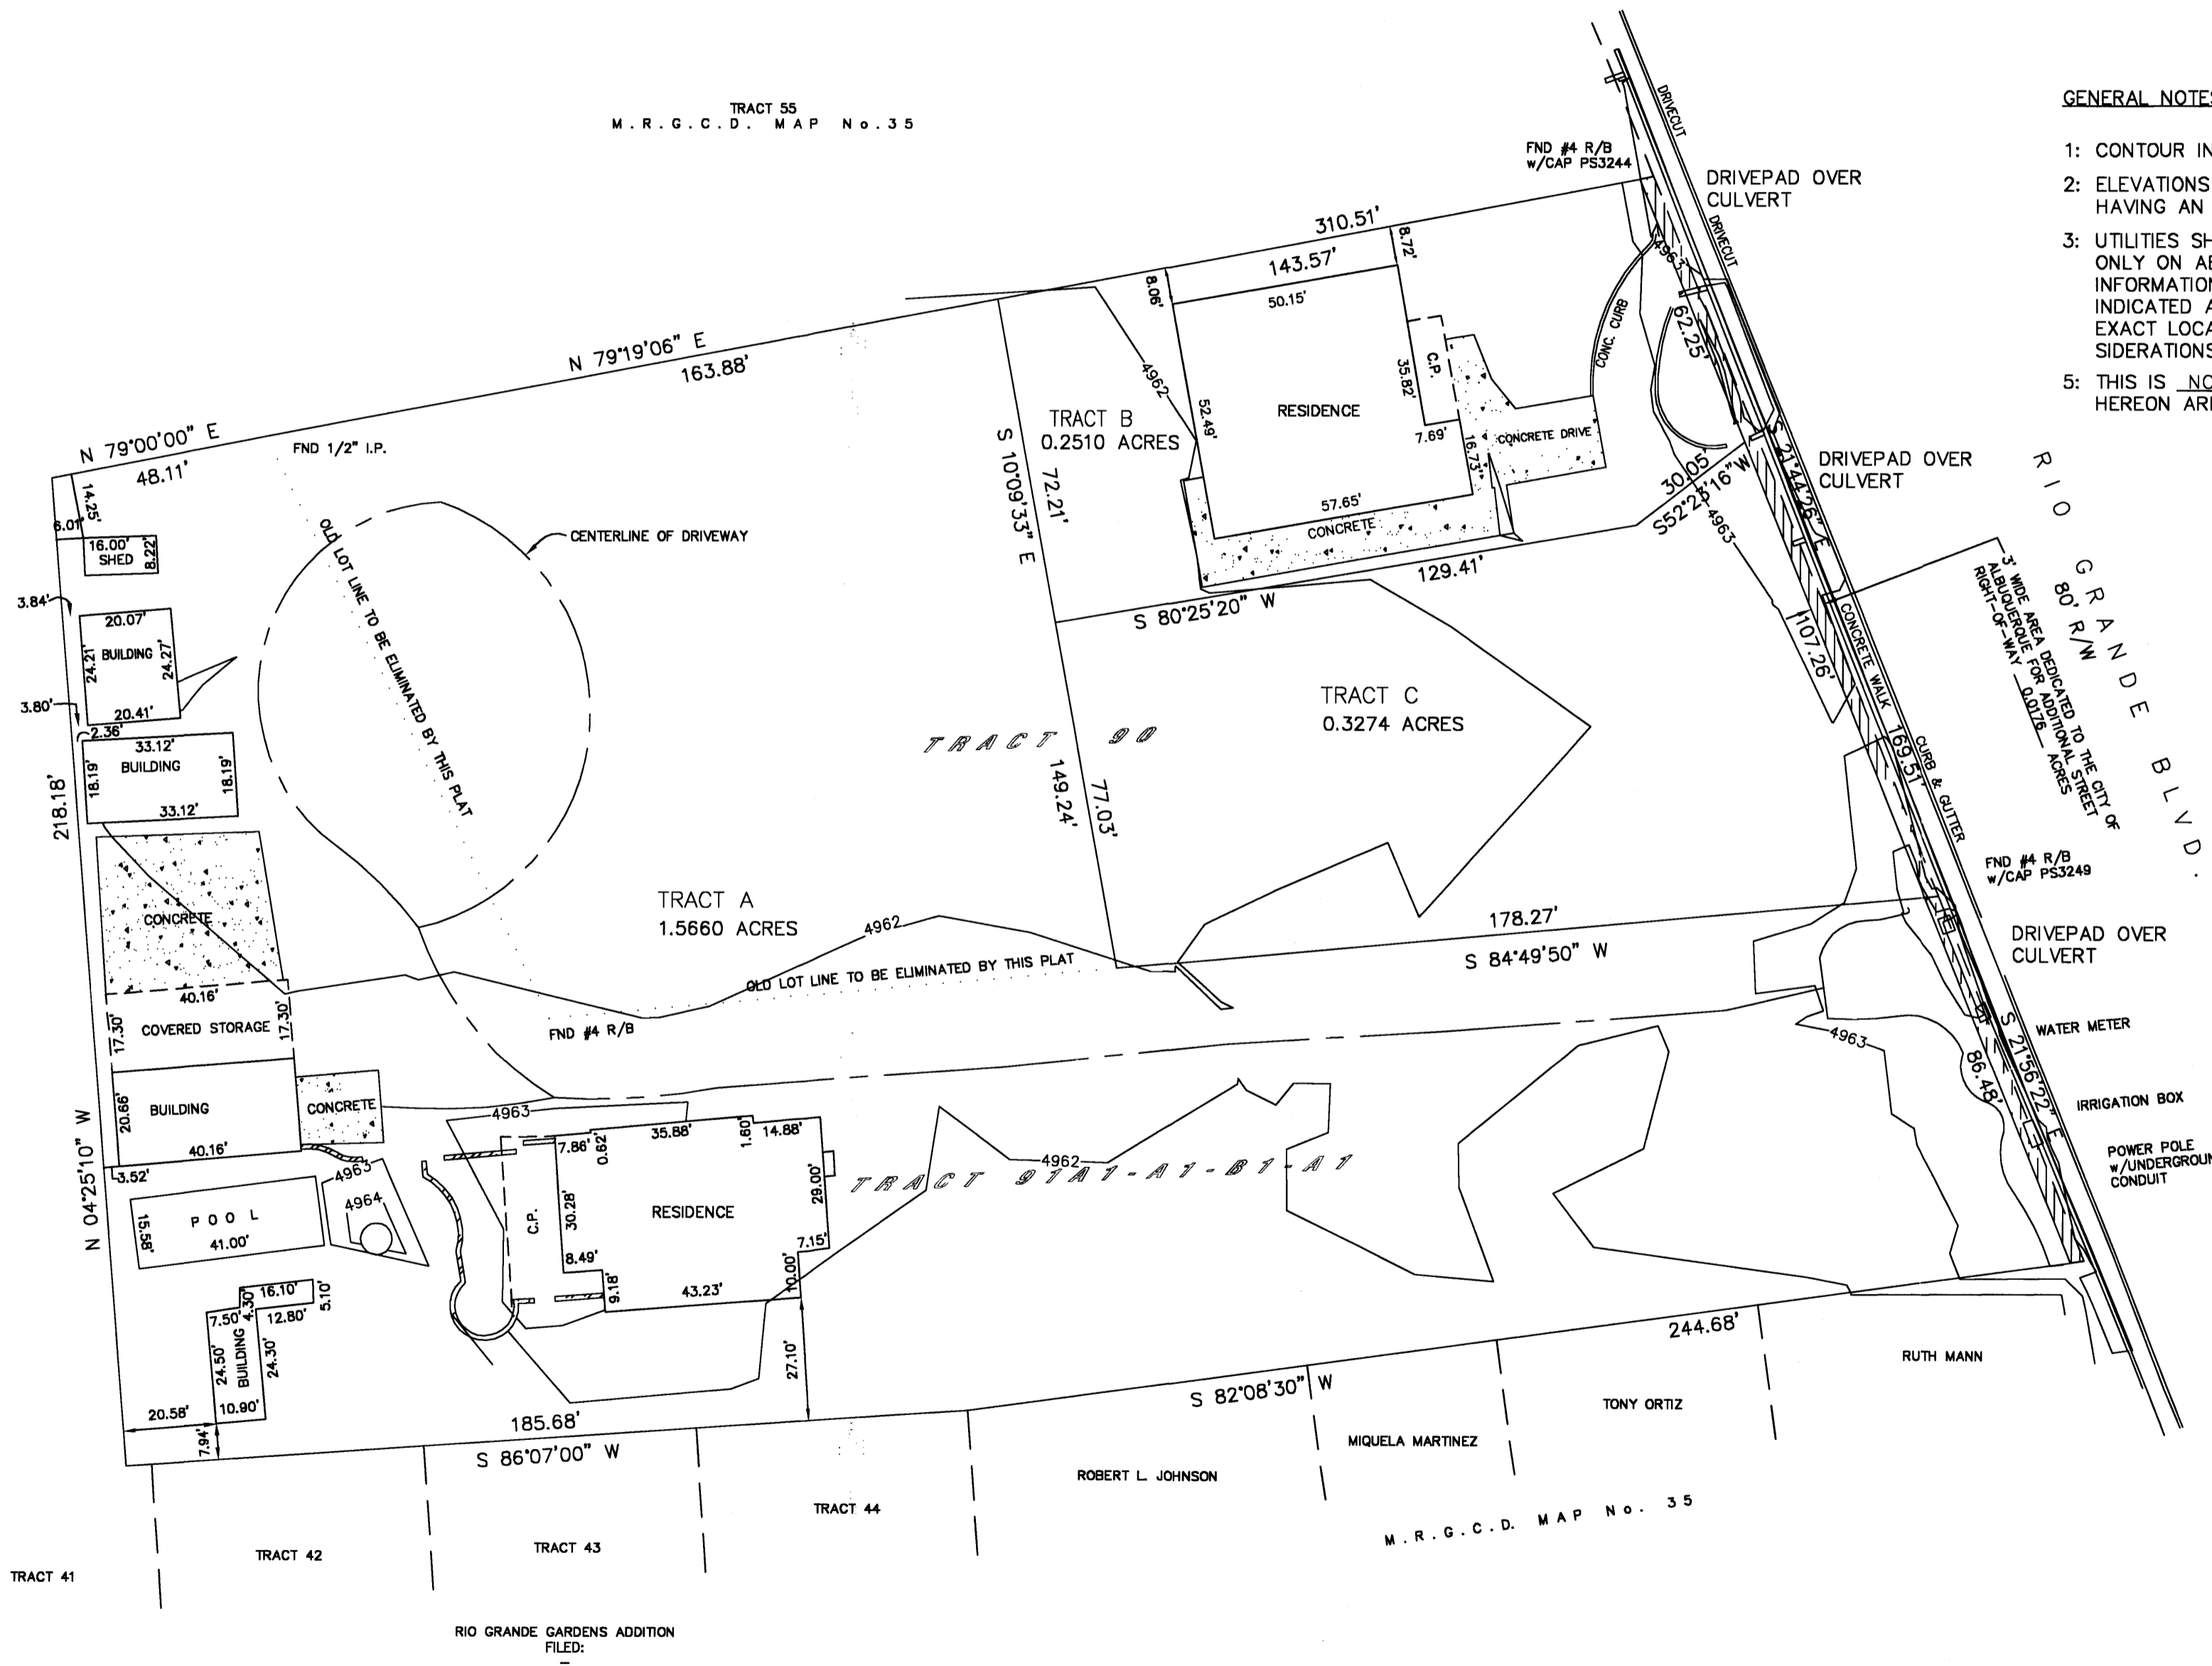 TRACT 55
M.R.G.C.D. MAP No.35
FND #4 R/B
w/CAP PS3244
DRIVECUT
DRIVEPAD OVER
CULVERT
DRIVECUT
GENERAL NOTES
1: CONTOUR IN
2: ELEVATIONS
HAVING AN
3: UTILITIES SH
ONLY ON AB
INFORMATION
INDICATED A
EXACT LOCA
SIDERATIONS
5: THIS IS NO
HEREON ARE
310.51'
143.57'
8.72'
8.06'
50.15'
4963
62.25'
CONC. CURB
N 79°19'06" E
163.88'
4962
C.P.
35.82'
RESIDENCE
TRACT B
0.2510 ACRES
52.49'
7.69'
16.73'
CONCRETE DRIVE
N 79°00'00" E
48.11'
FND 1/2" I.P.
S 10°09'33" E
72.21'
57.65'
CONCRETE
30.05'
S52°23'16"W
4963
S 21°44'26" E
DRIVEPAD OVER
CULVERT
14.25'
6.01'
16.00'
SHED
8.22'
OLD LOT LINE TO BE ELIMINATED BY THIS PLAT
CENTERLINE OF DRIVEWAY
129.41'
S 80°25'20" W
RIO GRANDE BLVD.
80' R/W
3' WIDE AREA DEDICATED TO THE CITY OF
ALBUQUERQUE FOR ADDITIONAL STREET
RIGHT-OF-WAY 0.0176 ACRES
3.84'
20.07'
24.21'
BUILDING
24.27'
20.41'
3.80'
2.36'
33.12'
BUILDING
18.19'
18.19'
33.12'
218.18'
TRACT 90
TRACT C
0.3274 ACRES
107.26'
CONCRETE WALK
169.51'
CURB & GUTTER
149.24'
77.03'
FND #4 R/B
w/CAP PS3249
CONCRETE
TRACT A
1.5660 ACRES
4962
178.27'
S 84°49'50" W
DRIVEPAD OVER
CULVERT
OLD LOT LINE TO BE ELIMINATED BY THIS PLAT
40.16'
17.30'
COVERED STORAGE
17.30'
FND #4 R/B
4963
WATER METER
S 21°56'22" E
86.48'
IRRIGATION BOX
POWER POLE
w/UNDERGROUN
CONDUIT
20.66'
BUILDING
CONCRETE
40.16'
N 04°25'10" W
3.52'
4963
4963
4964
POOL
15.58'
41.00'
7.86'
0.62'
35.88'
1.60'
14.88'
C.P.
30.28'
RESIDENCE
29.00'
4962
TRACT 91A1-A1-B1-A1
7.15'
8.49'
9.18'
43.23'
10.00'
27.10'
16.10'
5.10'
4.30'
7.50'
12.80'
24.50'
BUILDING
24.30'
10.90'
20.58'
7.94'
185.68'
S 86°07'00" W
S 82°08'30" W
244.68'
RUTH MANN
TONY ORTIZ
MIQUELA MARTINEZ
ROBERT L. JOHNSON
TRACT 44
TRACT 43
TRACT 42
TRACT 41
M.R.G.C.D. MAP No. 35
RIO GRANDE GARDENS ADDITION
FILED: